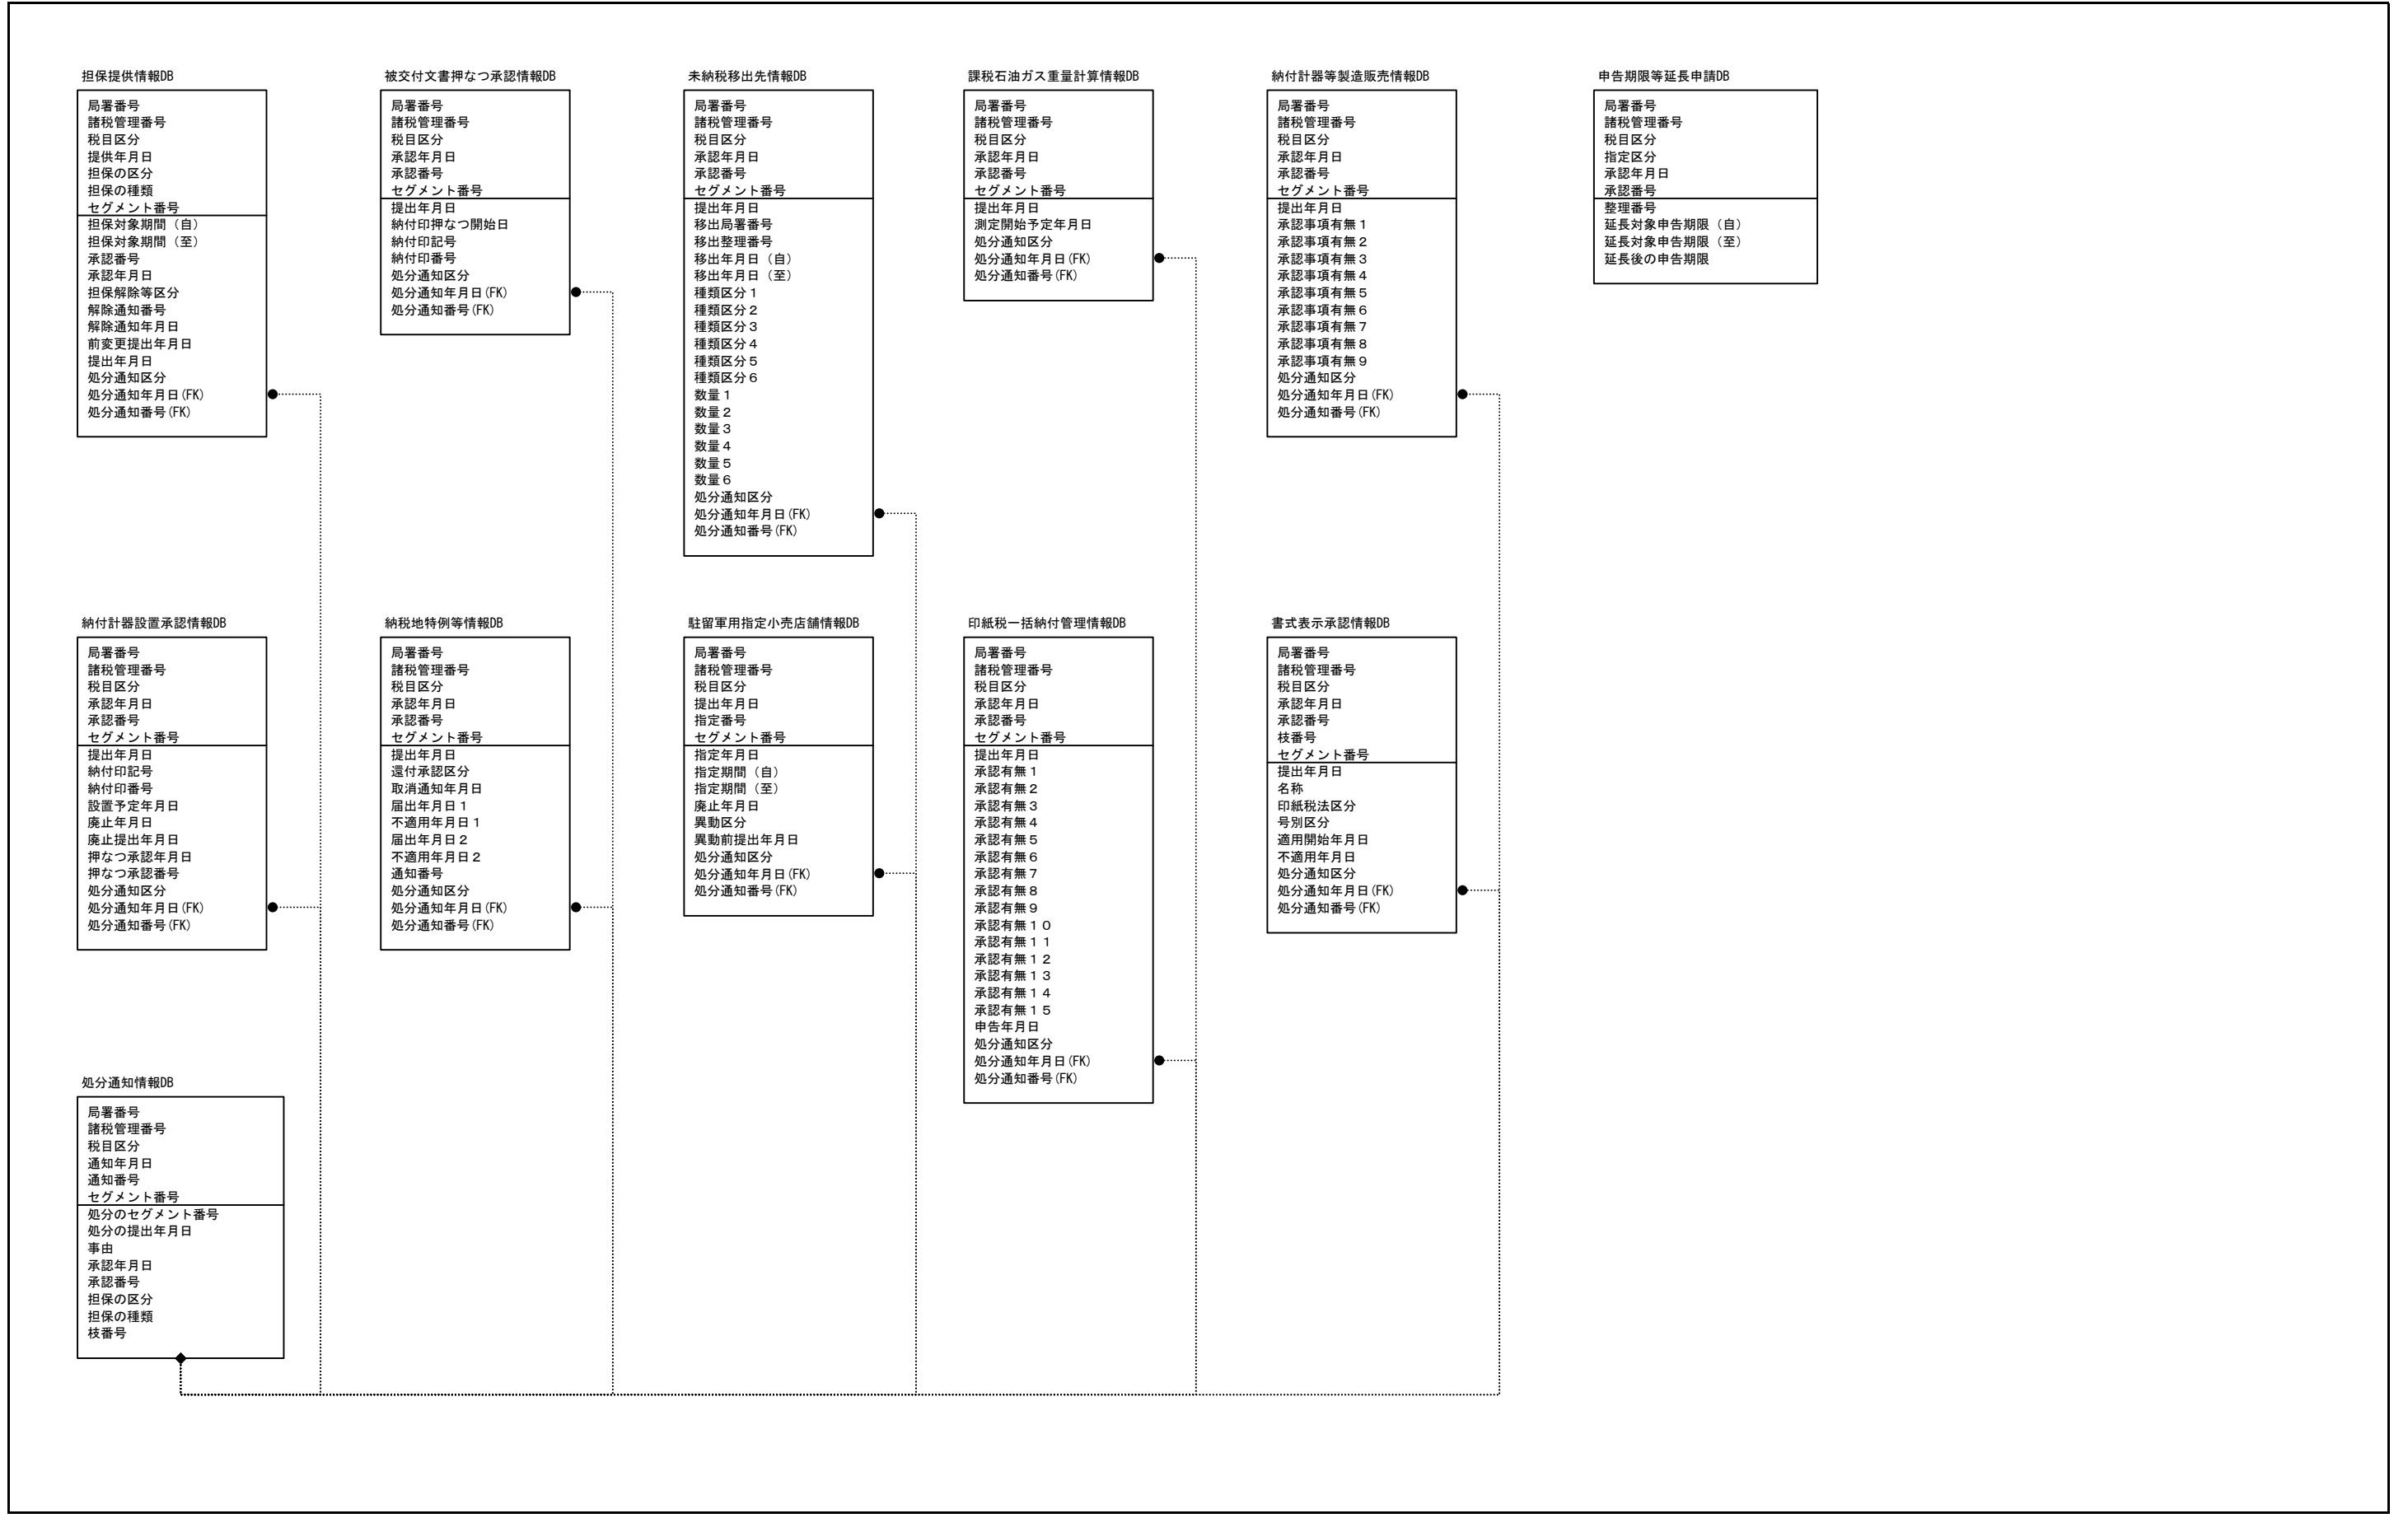 担保提供情報DB
局署番号
諸税管理番号
税目区分
提供年月日
担保の区分
担保の種類
セグメント番号
担保対象期間（自）
担保対象期間（至）
承認番号
承認年月日
担保解除等区分
解除通知番号
解除通知年月日
前変更提出年月日
提出年月日
処分通知区分
処分通知年月日(FK)
処分通知番号(FK)
被交付文書押なつ承認情報DB
局署番号
諸税管理番号
税目区分
承認年月日
承認番号
セグメント番号
提出年月日
納付印押なつ開始日
納付印記号
納付印番号
処分通知区分
処分通知年月日(FK)
処分通知番号(FK)
未納税移出先情報DB
局署番号
諸税管理番号
税目区分
承認年月日
承認番号
セグメント番号
提出年月日
移出局署番号
移出整理番号
移出年月日（自）
移出年月日（至）
種類区分１
種類区分２
種類区分３
種類区分４
種類区分５
種類区分６
数量１
数量２
数量３
数量４
数量５
数量６
処分通知区分
処分通知年月日(FK)
処分通知番号(FK)
課税石油ガス重量計算情報DB
局署番号
諸税管理番号
税目区分
承認年月日
承認番号
セグメント番号
提出年月日
測定開始予定年月日
処分通知区分
処分通知年月日(FK)
処分通知番号(FK)
納付計器等製造販売情報DB
局署番号
諸税管理番号
税目区分
承認年月日
承認番号
セグメント番号
提出年月日
承認事項有無１
承認事項有無２
承認事項有無３
承認事項有無４
承認事項有無５
承認事項有無６
承認事項有無７
承認事項有無８
承認事項有無９
処分通知区分
処分通知年月日(FK)
処分通知番号(FK)
申告期限等延長申請DB
局署番号
諸税管理番号
税目区分
指定区分
承認年月日
承認番号
整理番号
延長対象申告期限（自）
延長対象申告期限（至）
延長後の申告期限
納付計器設置承認情報DB
局署番号
諸税管理番号
税目区分
承認年月日
承認番号
セグメント番号
提出年月日
納付印記号
納付印番号
設置予定年月日
廃止年月日
廃止提出年月日
押なつ承認年月日
押なつ承認番号
処分通知区分
処分通知年月日(FK)
処分通知番号(FK)
納税地特例等情報DB
局署番号
諸税管理番号
税目区分
承認年月日
承認番号
セグメント番号
提出年月日
還付承認区分
取消通知年月日
届出年月日１
不適用年月日１
届出年月日２
不適用年月日２
通知番号
処分通知区分
処分通知年月日(FK)
処分通知番号(FK)
駐留軍用指定小売店舗情報DB
局署番号
諸税管理番号
税目区分
提出年月日
指定番号
セグメント番号
指定年月日
指定期間（自）
指定期間（至）
廃止年月日
異動区分
異動前提出年月日
処分通知区分
処分通知年月日(FK)
処分通知番号(FK)
印紙税一括納付管理情報DB
局署番号
諸税管理番号
税目区分
承認年月日
承認番号
セグメント番号
提出年月日
承認有無１
承認有無２
承認有無３
承認有無４
承認有無５
承認有無６
承認有無７
承認有無８
承認有無９
承認有無１０
承認有無１１
承認有無１２
承認有無１３
承認有無１４
承認有無１５
申告年月日
処分通知区分
処分通知年月日(FK)
処分通知番号(FK)
書式表示承認情報DB
局署番号
諸税管理番号
税目区分
承認年月日
承認番号
枝番号
セグメント番号
提出年月日
名称
印紙税法区分
号別区分
適用開始年月日
不適用年月日
処分通知区分
処分通知年月日(FK)
処分通知番号(FK)
処分通知情報DB
局署番号
諸税管理番号
税目区分
通知年月日
通知番号
セグメント番号
処分のセグメント番号
処分の提出年月日
事由
承認年月日
承認番号
担保の区分
担保の種類
枝番号